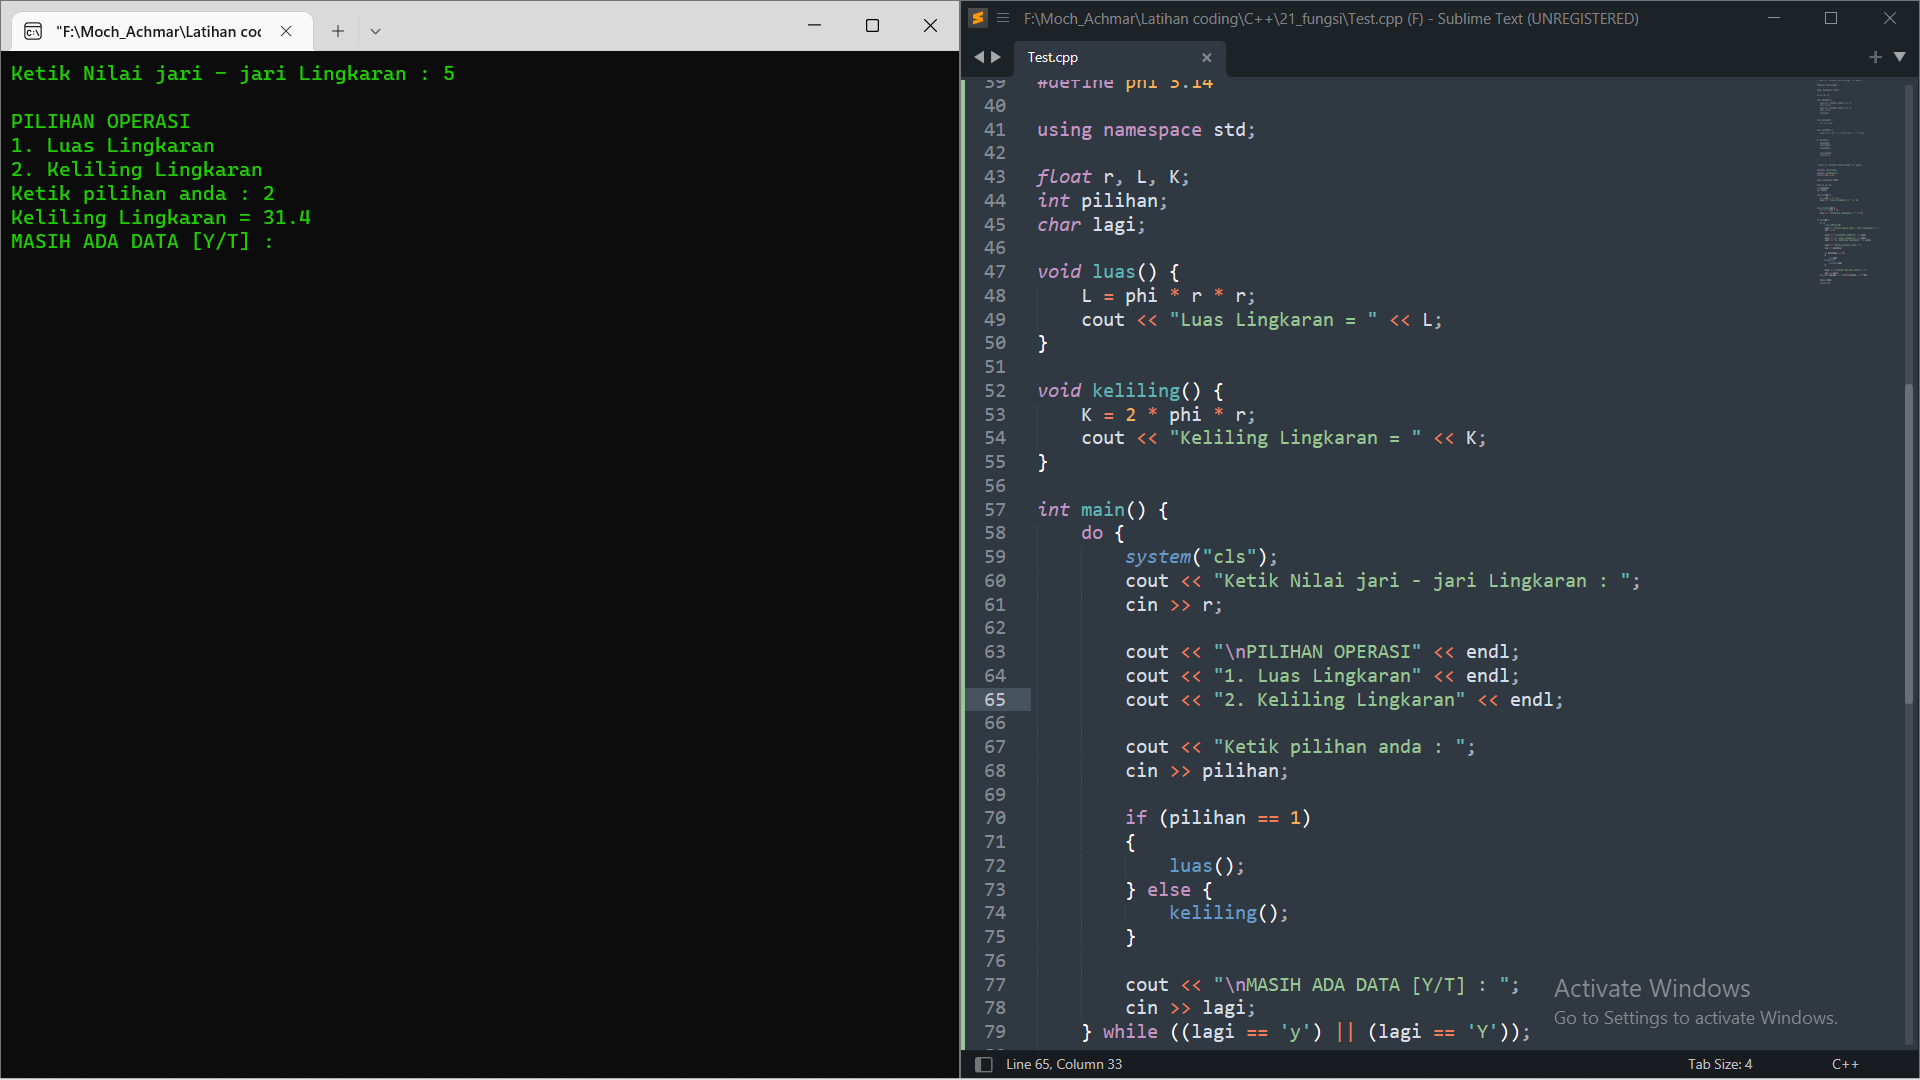 "F:\Moch_Achmar\Latihan coc
Ketik Nilai jari - jari Lingkaran : 5
PILIHAN OPERASI
1. Luas Lingkaran
2. Keliling Lingkaran
Ketik pilihan anda : 2
Keliling Lingkaran = 31.4
MASIH ADA DATA [Y/T] :
F:\Moch_Achmar\Latihan coding\C++\21_fungsi\Test.cpp (F) - Sublime Text (UNREGISTERED)
Test.cpp
39 #define phi 3.14
40
41 using namespace std;
42
43 float r, L, K;
44 int pilihan;
45 char lagi;
46
47 void luas() {
48     L = phi * r * r;
49     cout << "Luas Lingkaran = " << L;
50 }
51
52 void keliling() {
53     K = 2 * phi * r;
54     cout << "Keliling Lingkaran = " << K;
55 }
56
57 int main() {
58     do {
59         system("cls");
60         cout << "Ketik Nilai jari - jari Lingkaran : ";
61         cin >> r;
62
63         cout << "\nPILIHAN OPERASI" << endl;
64         cout << "1. Luas Lingkaran" << endl;
65         cout << "2. Keliling Lingkaran" << endl;
66
67         cout << "Ketik pilihan anda : ";
68         cin >> pilihan;
69
70         if (pilihan == 1)
71         {
72             luas();
73         } else {
74             keliling();
75         }
76
77         cout << "\nMASIH ADA DATA [Y/T] : ";
78         cin >> lagi;
79     } while ((lagi == 'y') || (lagi == 'Y'));
Activate Windows
Go to Settings to activate Windows.
Line 65, Column 33
Tab Size: 4
C++